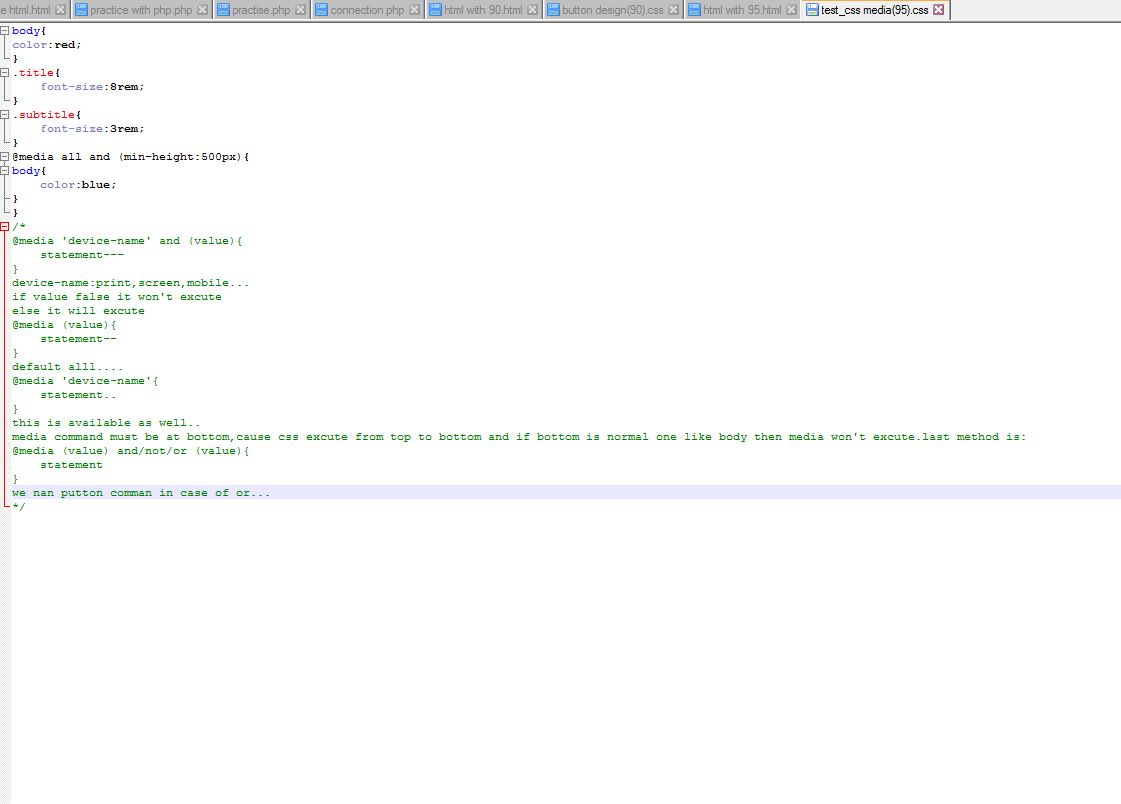 e html.html practice with php.php practise.php connection.php html with 90.html button design(90).css html with 95.html test_css media(95).css
body{
color:red;
}
.title{
font-size:8rem;
}
.subtitle{
font-size:3rem;
}
@media all and (min-height:500px){
body{
color:blue;
}
}
/*
@media 'device-name' and (value){
statement---
}
device-name:print,screen,mobile...
if value false it won't excute
else it will excute
@media (value){
statement--
}
default alll....
@media 'device-name'{
statement..
}
this is available as well..
media command must be at bottom,cause css excute from top to bottom and if bottom is normal one like body then media won't excute.last method is:
@media (value) and/not/or (value){
statement
}
we nan putton comman in case of or...
*/